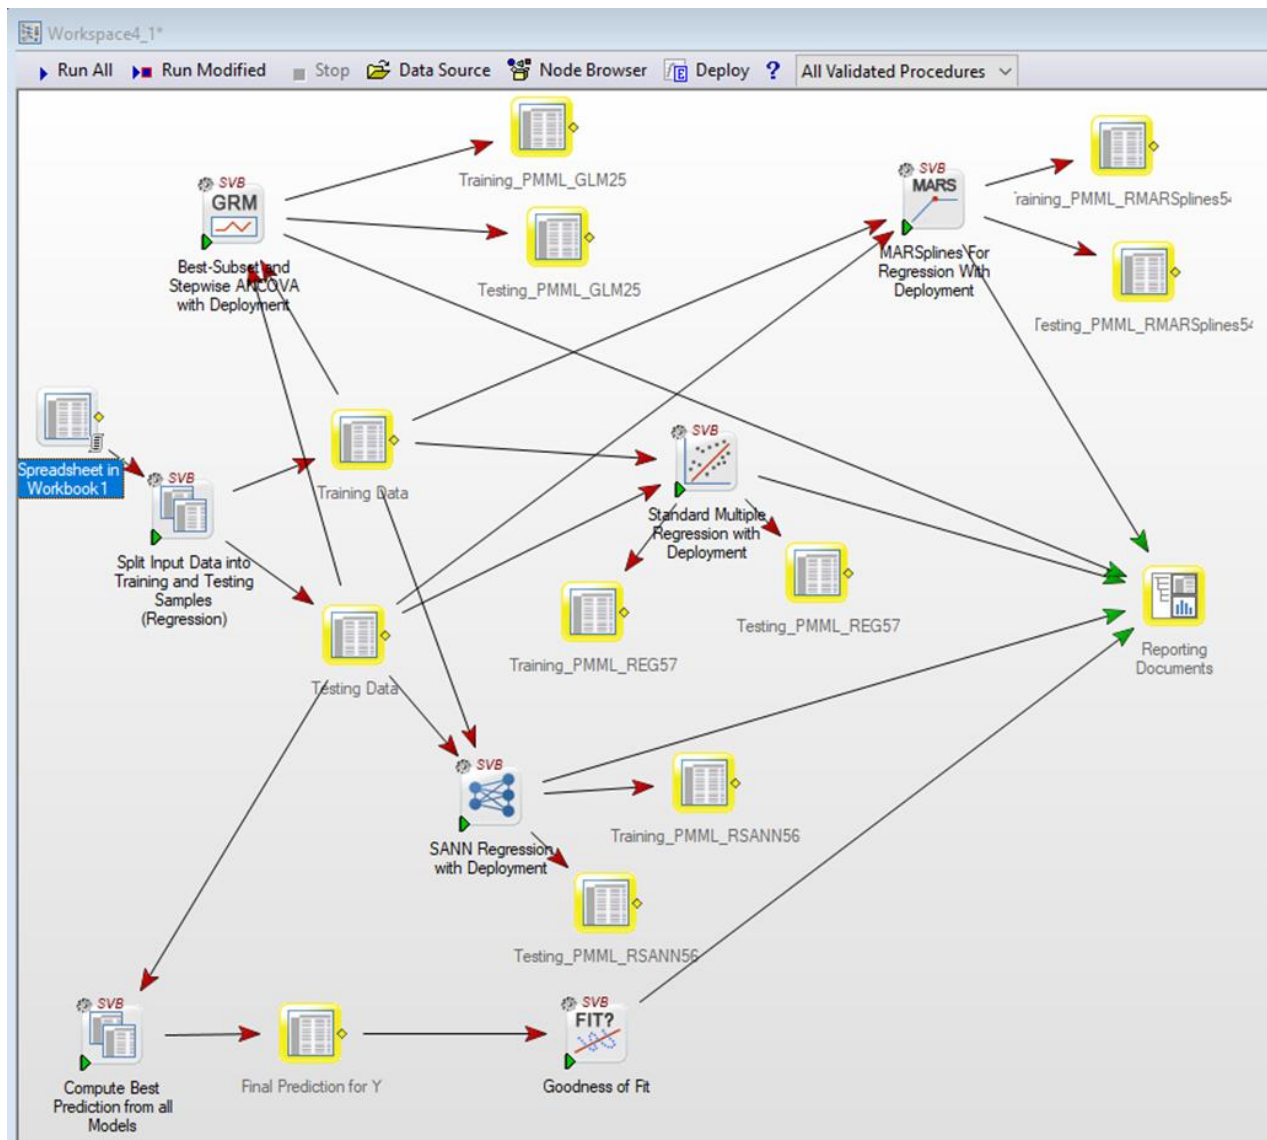 Workspace4_1*
Run All Run Modified Stop Data Source Node Browser Deploy ? All Validated Procedures
Training_PMML_GLM25
SVB
GRM
Best-Subset and
Stepwise ANCOVA
with Deployment
Testing_PMML_GLM25
SVB
MARS
MARSplines For
Regression With
Deployment
Training_PMML_RMARSplines54
Testing_PMML_RMARSplines54
Spreadsheet in
Workbook1
SVB
Split Input Data into
Training and Testing
Samples
(Regression)
Training Data
SVB
Standard Multiple
Regression with
Deployment
Testing Data
Training_PMML_REG57
Testing_PMML_REG57
Reporting
Documents
SVB
SANN Regression
with Deployment
Training_PMML_RSANN56
Testing_PMML_RSANN56
SVB
Compute Best
Prediction from all
Models
Final Prediction for Y
SVB
FIT?
Goodness of Fit